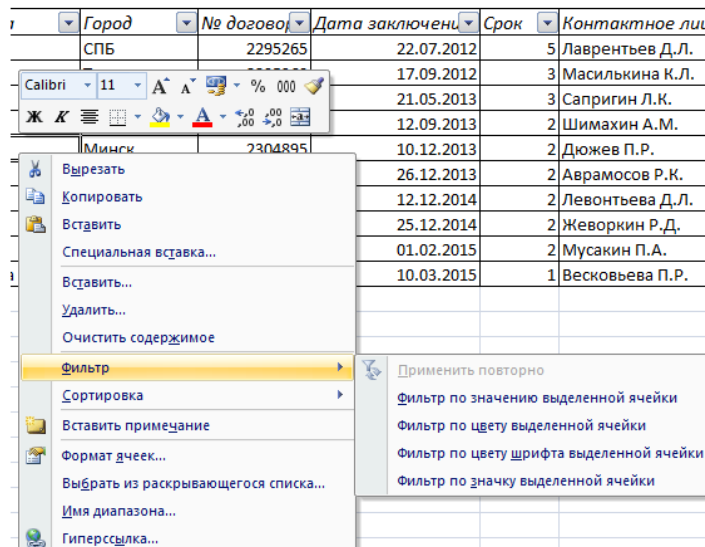 а Город № догово Дата заключени Срок Контактное ли
СПБ 2295265 22.07.2012 5 Лаврентьев Д.Л.
17.09.2012 3 Масилькина К.Л.
21.05.2013 3 Сапригин Л.К.
12.09.2013 2 Шимахин А.М.
Минск 2304895 10.12.2013 2 Дюжев П.Р.
26.12.2013 2 Аврамосов Р.К.
12.12.2014 2 Левонтьева Д.Л.
25.12.2014 2 Жеворкин Р.Д.
01.02.2015 2 Мусакин П.А.
а 10.03.2015 1 Весковьева П.Р.
Calibri 11 А А % 000
Ж К А ,00 ,00
Вырезать
Копировать
Вставить
Специальная вставка...
Вставить...
Удалить...
Очистить содержимое
Фильтр
Сортировка
Вставить примечание
Формат ячеек...
Выбрать из раскрывающегося списка...
Имя диапазона...
Гиперссылка...
Применить повторно
Фильтр по значению выделенной ячейки
Фильтр по цвету выделенной ячейки
Фильтр по цвету шрифта выделенной ячейки
Фильтр по значку выделенной ячейки